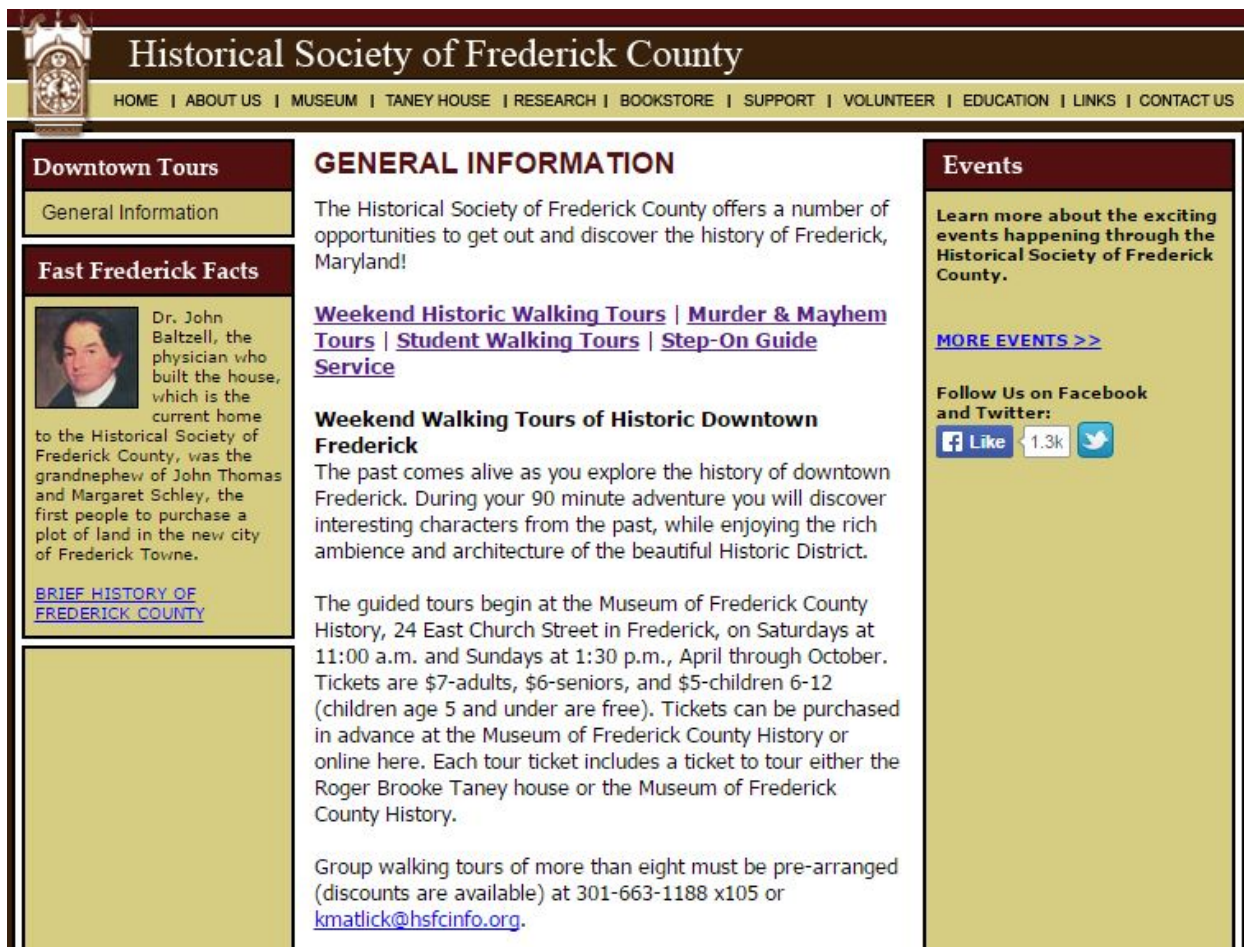 Historical Society of Frederick County
HOME | ABOUT US | MUSEUM | TANEY HOUSE | RESEARCH | BOOKSTORE | SUPPORT | VOLUNTEER | EDUCATION | LINKS | CONTACT US
Downtown Tours
General Information
Fast Frederick Facts
Dr. John
Baltzell, the
physician who
built the house,
which is the
current home
to the Historical Society of
Frederick County, was the
grandnephew of John Thomas
and Margaret Schley, the
first people to purchase a
plot of land in the new city
of Frederick Towne.
BRIEF HISTORY OF
FREDERICK COUNTY
GENERAL INFORMATION
The Historical Society of Frederick County offers a number of
opportunities to get out and discover the history of Frederick,
Maryland!
Weekend Historic Walking Tours | Murder & Mayhem
Tours | Student Walking Tours | Step-On Guide
Service
Weekend Walking Tours of Historic Downtown
Frederick
The past comes alive as you explore the history of downtown
Frederick. During your 90 minute adventure you will discover
interesting characters from the past, while enjoying the rich
ambience and architecture of the beautiful Historic District.
The guided tours begin at the Museum of Frederick County
History, 24 East Church Street in Frederick, on Saturdays at
11:00 a.m. and Sundays at 1:30 p.m., April through October.
Tickets are $7-adults, $6-seniors, and $5-children 6-12
(children age 5 and under are free). Tickets can be purchased
in advance at the Museum of Frederick County History or
online here. Each tour ticket includes a ticket to tour either the
Roger Brooke Taney house or the Museum of Frederick
County History.
Group walking tours of more than eight must be pre-arranged
(discounts are available) at 301-663-1188 x105 or
kmatlick@hsfcinfo.org.
Events
Learn more about the exciting
events happening through the
Historical Society of Frederick
County.
MORE EVENTS >>
Follow Us on Facebook
and Twitter:
Like 1.3k